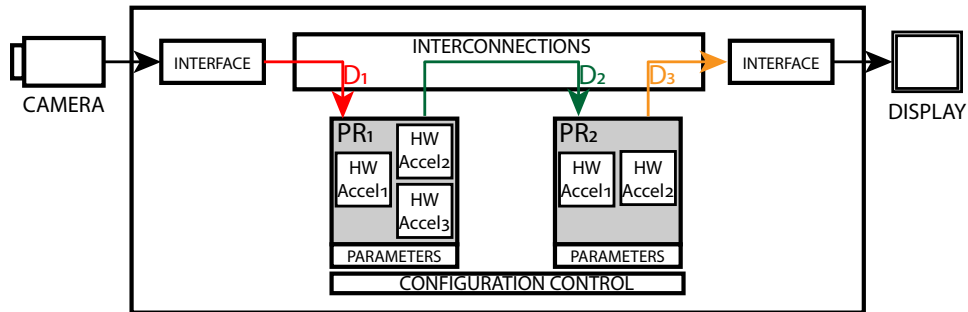 CAMERA
INTERFACE
INTERCONNECTIONS
D1
D2
D3
INTERFACE
DISPLAY
PR1
HW
Accel1
HW
Accel2
HW
Accel3
PARAMETERS
PR2
HW
Accel1
HW
Accel2
PARAMETERS
CONFIGURATION CONTROL